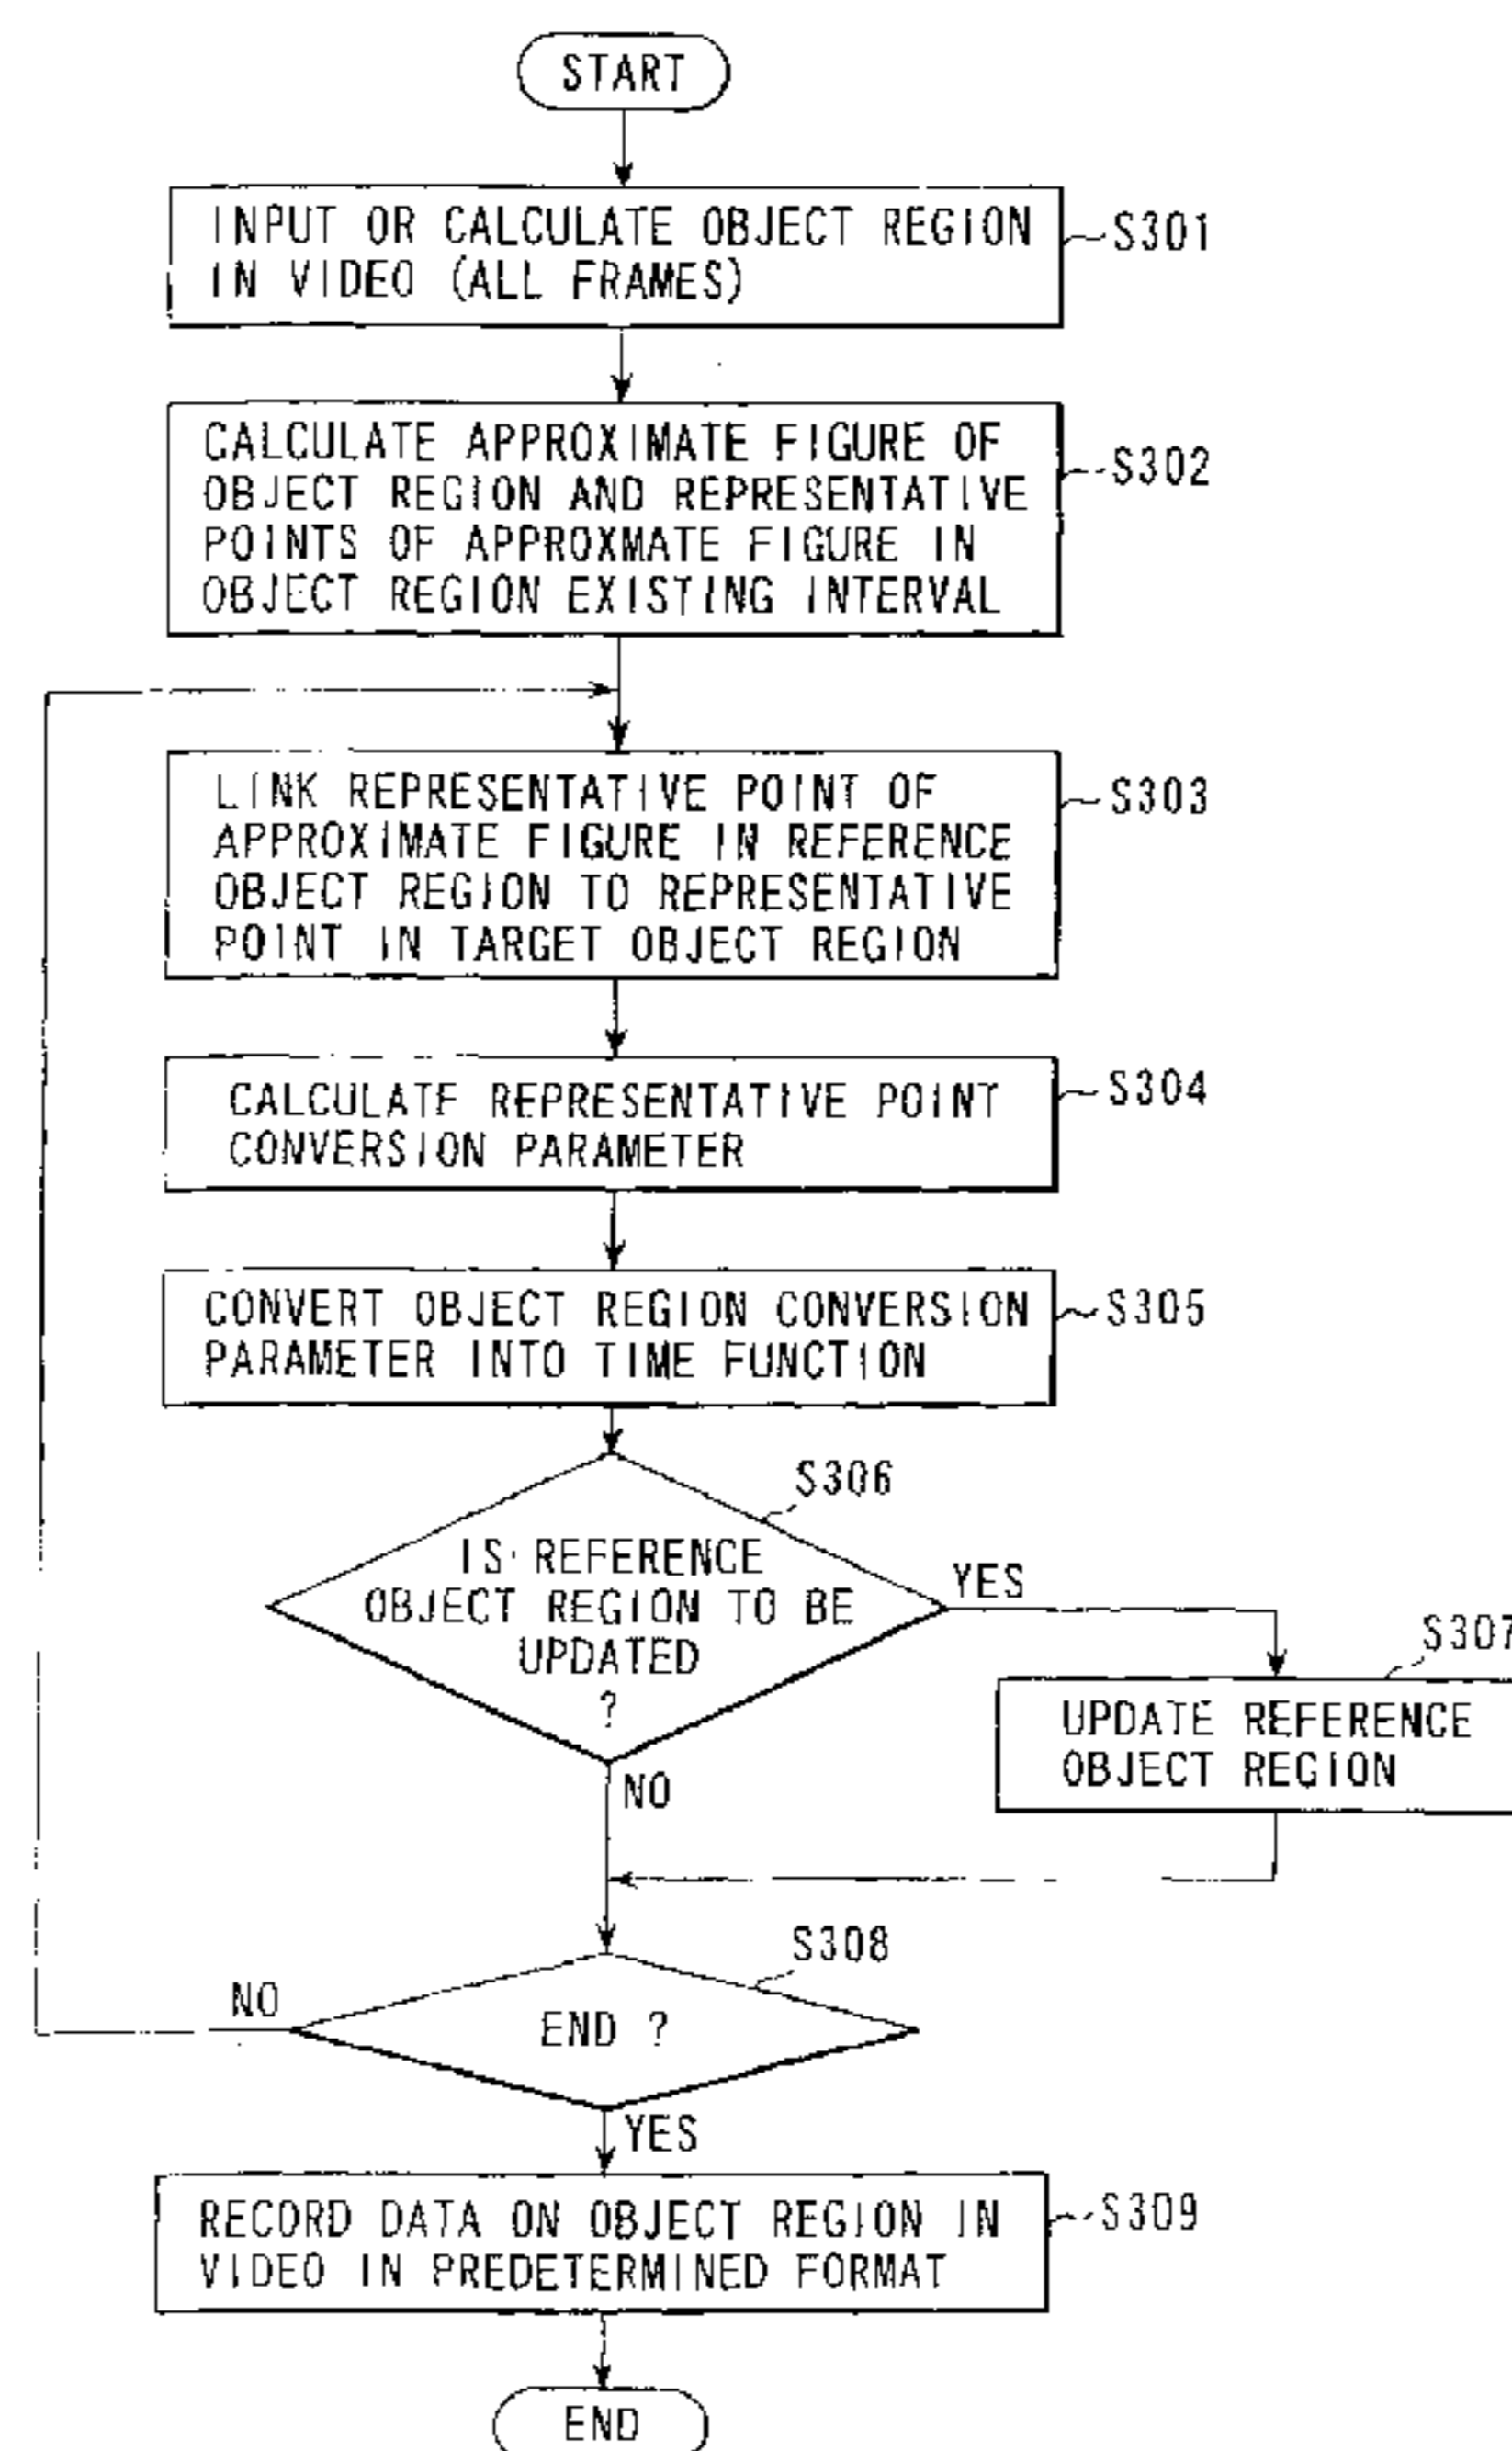 START
INPUT OR CALCULATE OBJECT REGION
IN VIDEO (ALL FRAMES)
S301
CALCULATE APPROXIMATE FIGURE OF
OBJECT REGION AND REPRESENTATIVE
POINTS OF APPROXMATE FIGURE IN
OBJECT REGION EXISTING INTERVAL
S302
LINK REPRESENTATIVE POINT OF
APPROXIMATE FIGURE IN REFERENCE
OBJECT REGION TO REPRESENTATIVE
POINT IN TARGET OBJECT REGION
S303
CALCULATE REPRESENTATIVE POINT
CONVERSION PARAMETER
S304
CONVERT OBJECT REGION CONVERSION
PARAMETER INTO TIME FUNCTION
S305
S306
IS REFERENCE
OBJECT REGION TO BE
UPDATED
?
YES
S307
UPDATE REFERENCE
OBJECT REGION
NO
S308
END ?
NO
YES
RECORD DATA ON OBJECT REGION IN
VIDEO IN PREDETERMINED FORMAT
S309
END